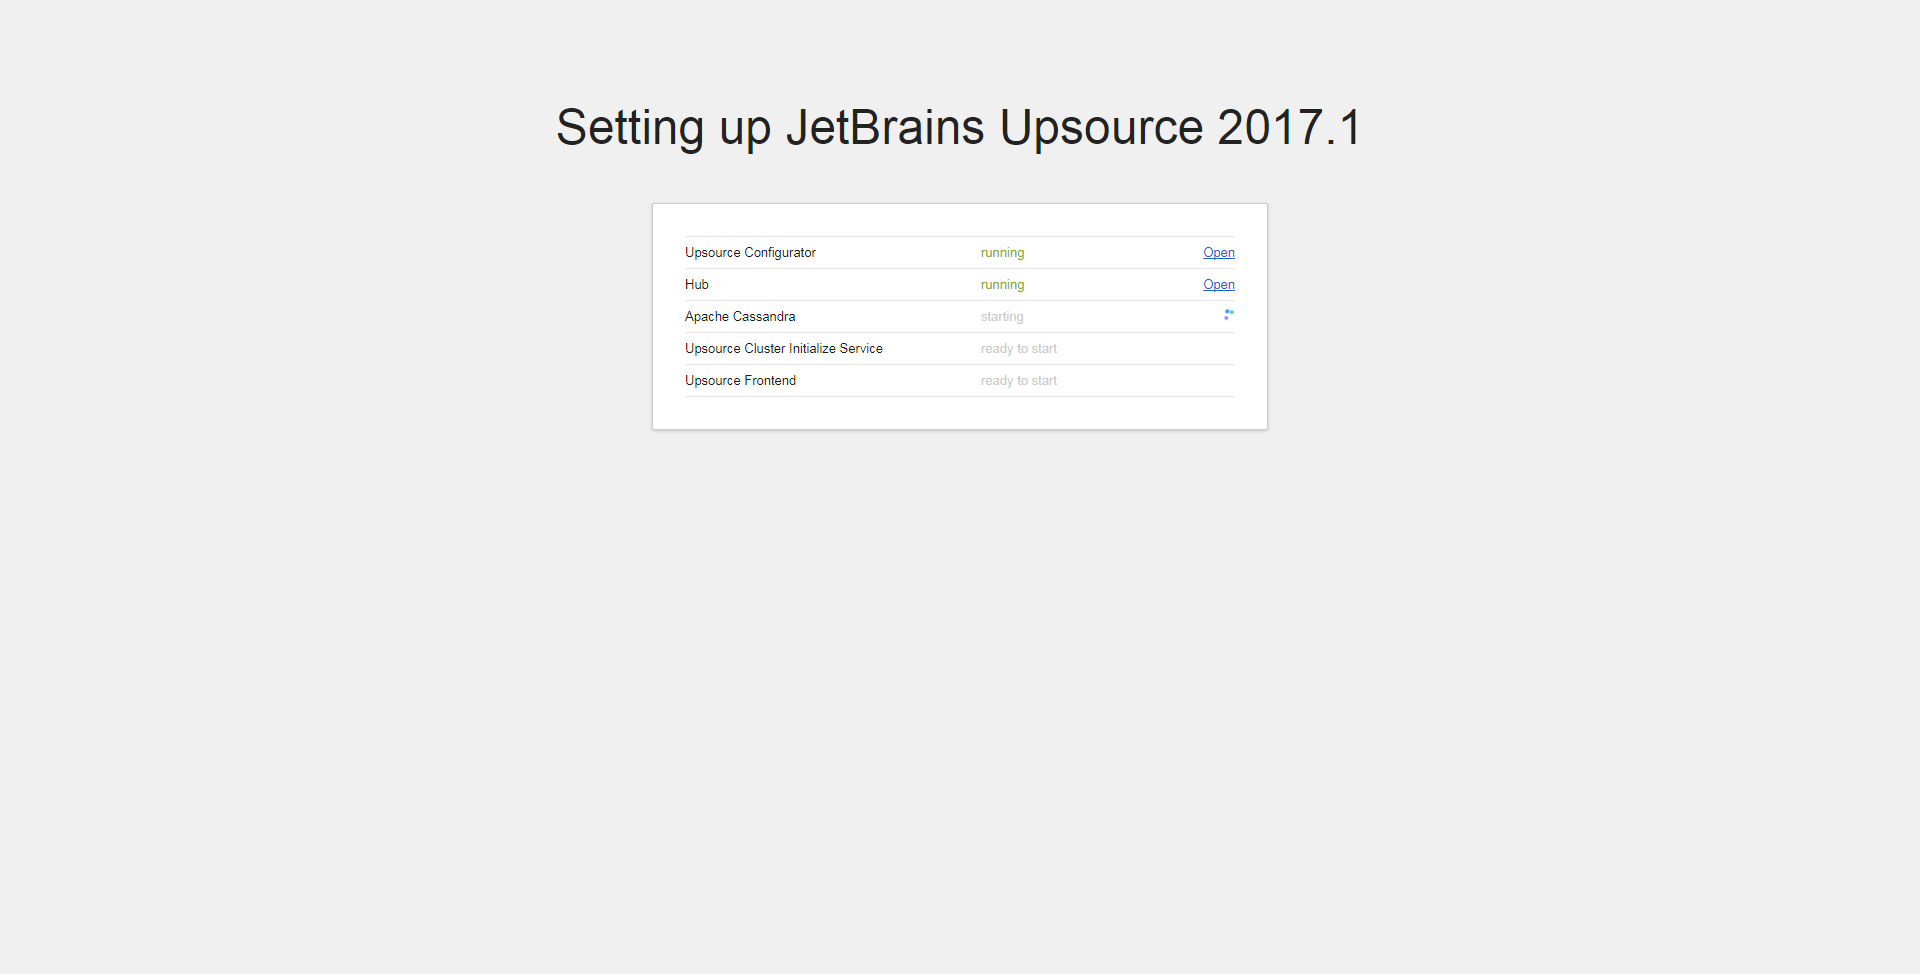 Setting up JetBrains Upsource 2017.1
Upsource Configurator running Open
Hub running Open
Apache Cassandra starting
Upsource Cluster Initialize Service ready to start
Upsource Frontend ready to start